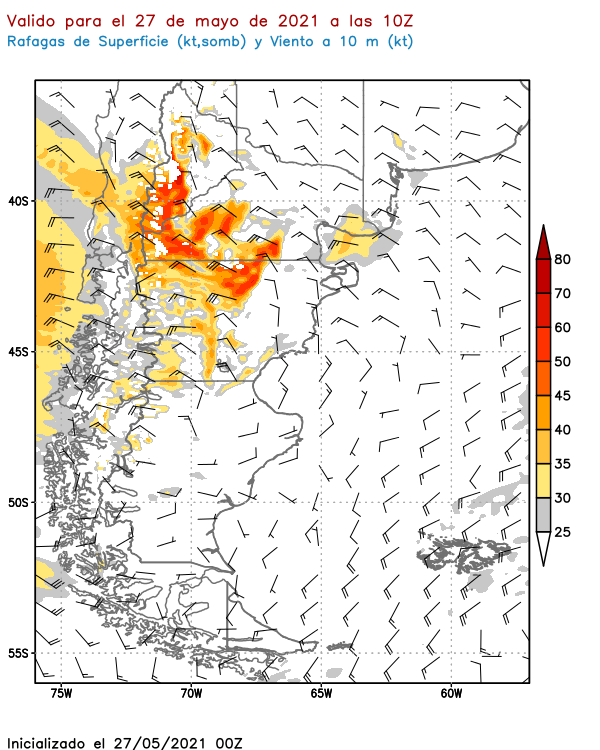 Valido para el 27 de mayo de 2021 a las 10Z
Rafagas de Superficie (kt,somb) y Viento a 10 m (kt)
40S
45S
50S
55S
75W 70W 65W 60W
80
70
60
50
45
40
35
30
25
Inicializado el 27/05/2021 00Z